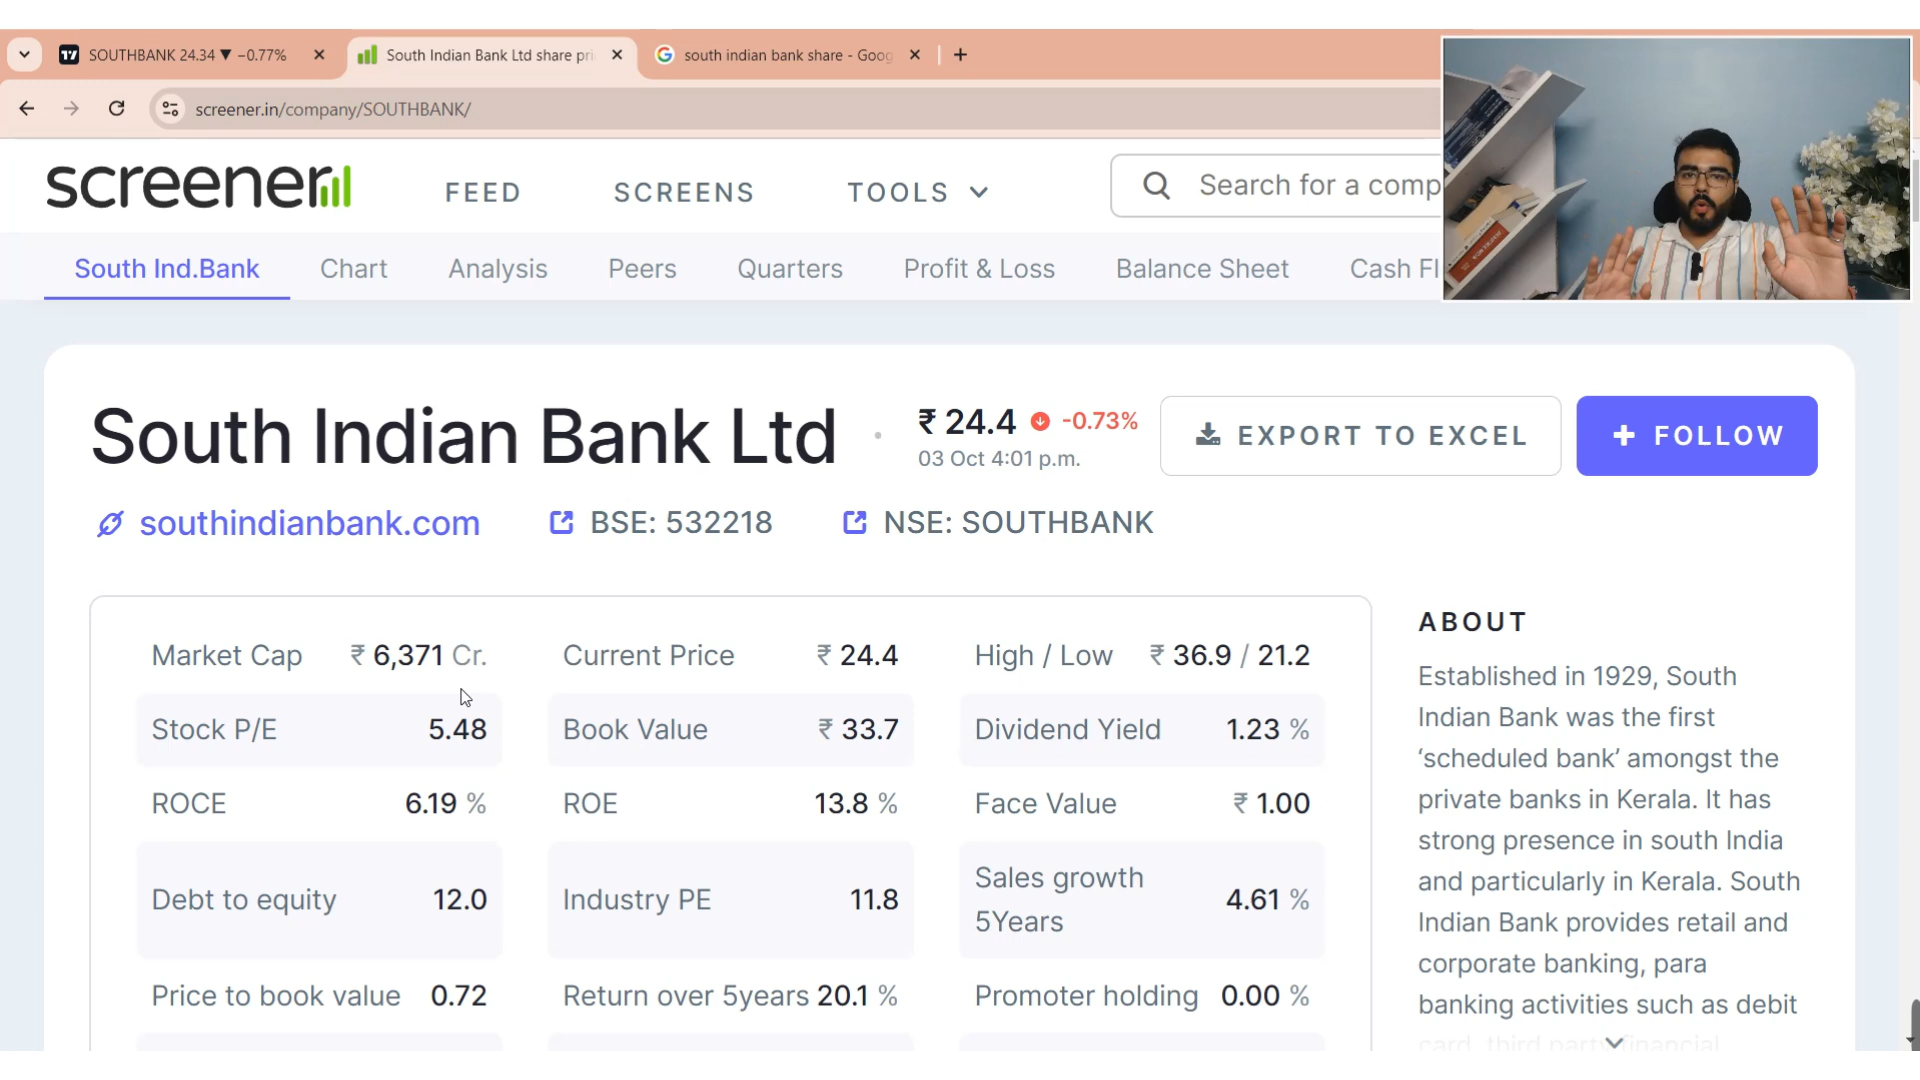 SOUTHBANK 24.34 ▼ −0.77%
South Indian Bank Ltd share pri
south indian bank share - Goog
screener.in/company/SOUTHBANK/
screener
FEED
SCREENS
TOOLS
Search for a comp
South Ind.Bank
Chart
Analysis
Peers
Quarters
Profit & Loss
Balance Sheet
Cash Fl
South Indian Bank Ltd
₹ 24.4 -0.73%
03 Oct 4:01 p.m.
EXPORT TO EXCEL
+ FOLLOW
southindianbank.com
BSE: 532218
NSE: SOUTHBANK
Market Cap ₹ 6,371 Cr.
Current Price ₹ 24.4
High / Low ₹ 36.9 / 21.2
Stock P/E 5.48
Book Value ₹ 33.7
Dividend Yield 1.23 %
ROCE 6.19 %
ROE 13.8 %
Face Value ₹ 1.00
Debt to equity 12.0
Industry PE 11.8
Sales growth
5Years 4.61 %
Price to book value 0.72
Return over 5years 20.1 %
Promoter holding 0.00 %
ABOUT
Established in 1929, South
Indian Bank was the first
‘scheduled bank’ amongst the
private banks in Kerala. It has
strong presence in south India
and particularly in Kerala. South
Indian Bank provides retail and
corporate banking, para
banking activities such as debit
card, third party financial